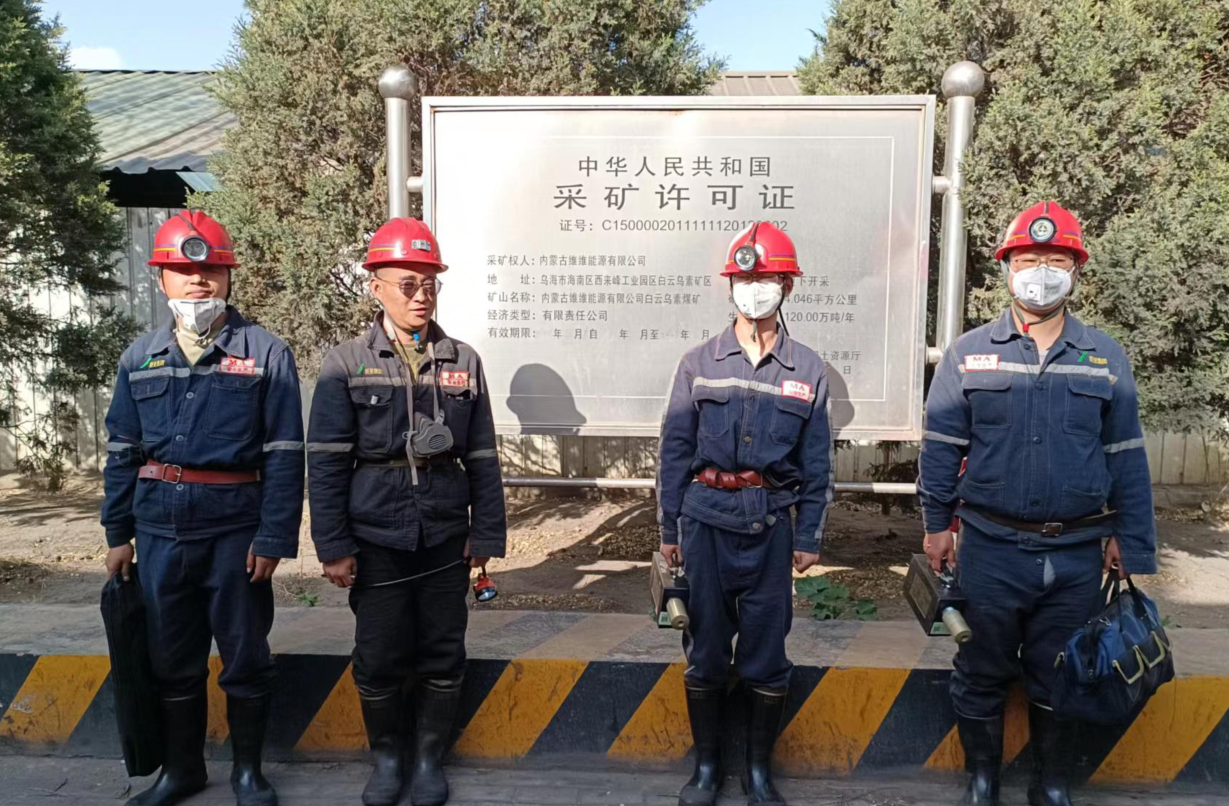 中华人民共和国
采矿许可证
证号：C1500002011111120120 02
采矿权人：内蒙古维维能源有限公司
地 址：乌海市海南区西来峰工业园区白云乌素矿区 下开采
矿山名称：内蒙古维维能源有限公司白云乌素煤矿 .046平方公里
经济类型：有限责任公司 120.00万吨/年
有效期限： 年 月自 年 月至 年 月
土资源厅
日
MA
MA
MA
MA